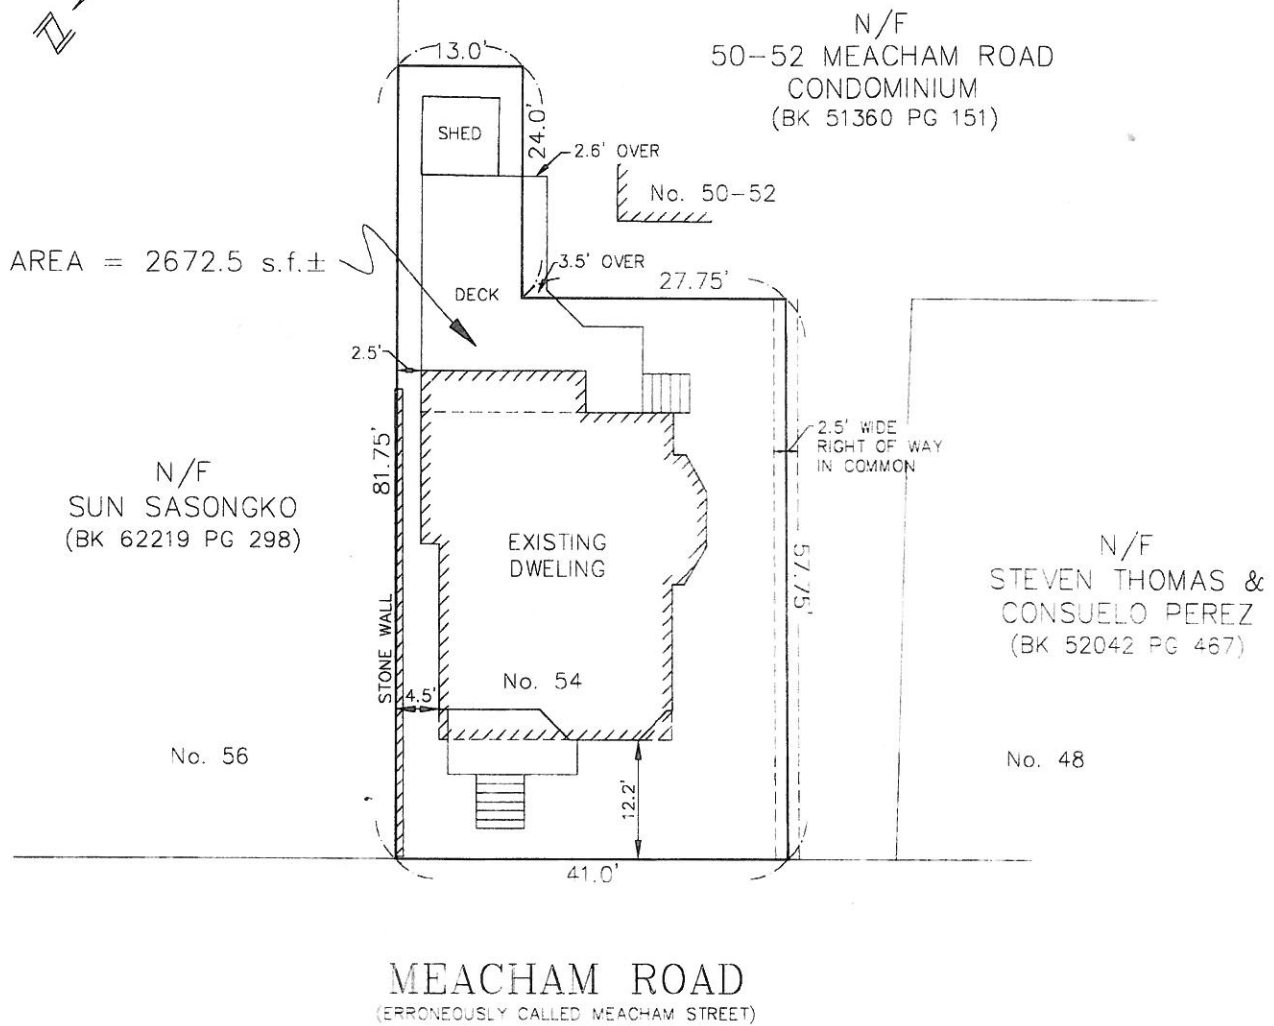 Z
13.0'
N/F
50-52 MEACHAM ROAD
CONDOMINIUM
(BK 51360 PG 151)
SHED
24.0'
2.6' OVER
No. 50-52
AREA = 2672.5 s.f.±
3.5' OVER
27.75'
DECK
2.5'
2.5' WIDE
RIGHT OF WAY
IN COMMON
81.75'
N/F
SUN SASONGKO
(BK 62219 PG 298)
EXISTING
DWELING
57.75'
N/F
STEVEN THOMAS &
CONSUELO PEREZ
(BK 52042 PG 467)
STONE WALL
No. 54
4.5'
No. 56
No. 48
12.2'
41.0'
MEACHAM ROAD
(ERRONEOUSLY CALLED MEACHAM STREET)